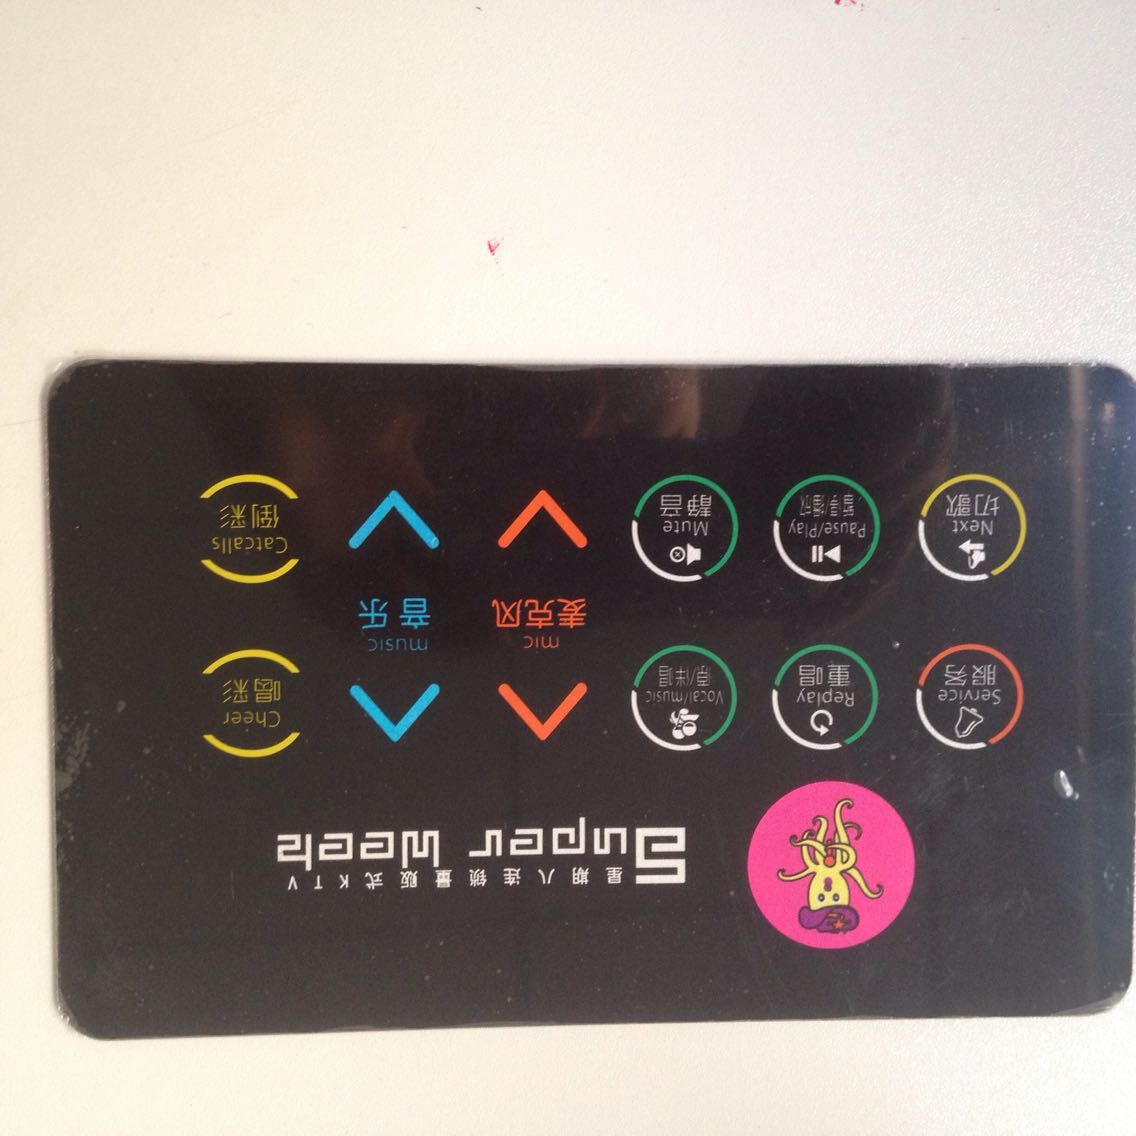 星期八连锁量贩式KTV
Super Week
Service
服务
Replay
重唱
Vocal/music
原/伴唱
mic
麦克风
music
音乐
Cheer
喝彩
Next
切歌
Pause/Play
暂停/播放
Mute
静音
Catcalls
倒彩